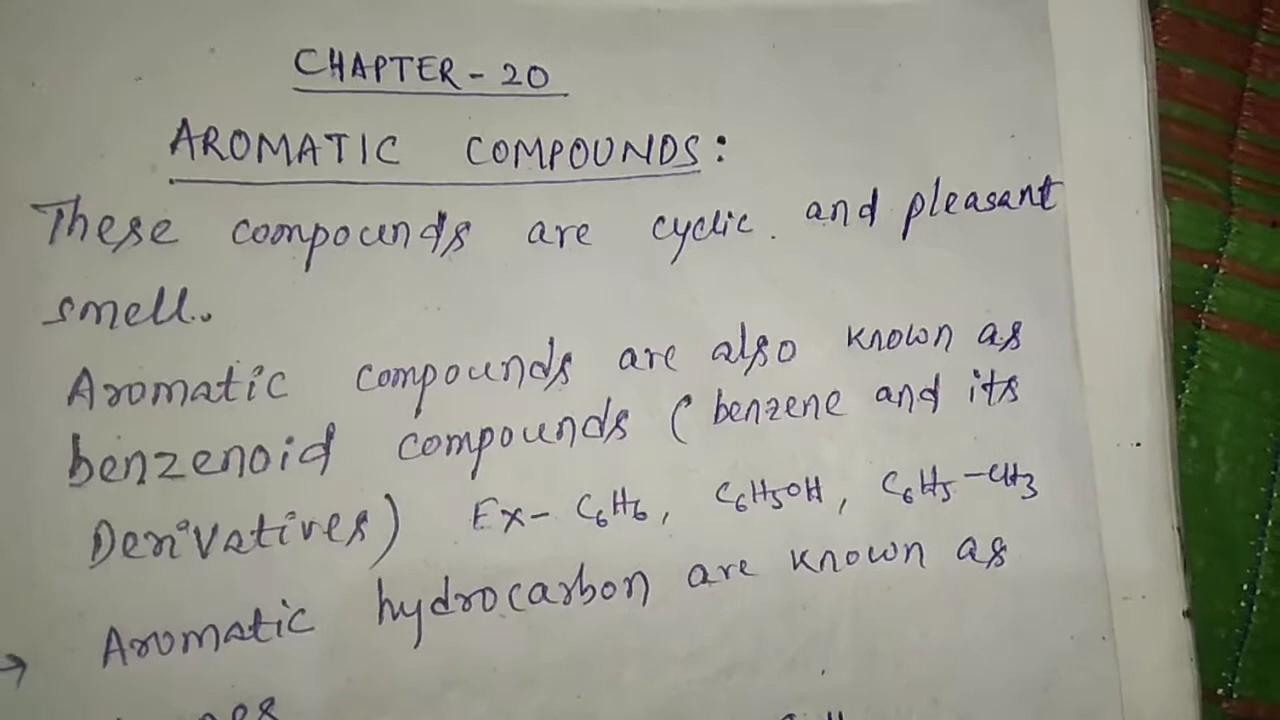 CHAPTER - 20
AROMATIC COMPOUNDS:
These compounds are cyclic and pleasant
smell.
Aromatic compounds are also known as
benzenoid compounds (benzene and its
Derivatives) Ex- C₆H₆, C₆H₅OH, C₆H₅-CH₃
→ Aromatic hydrocarbon are known as